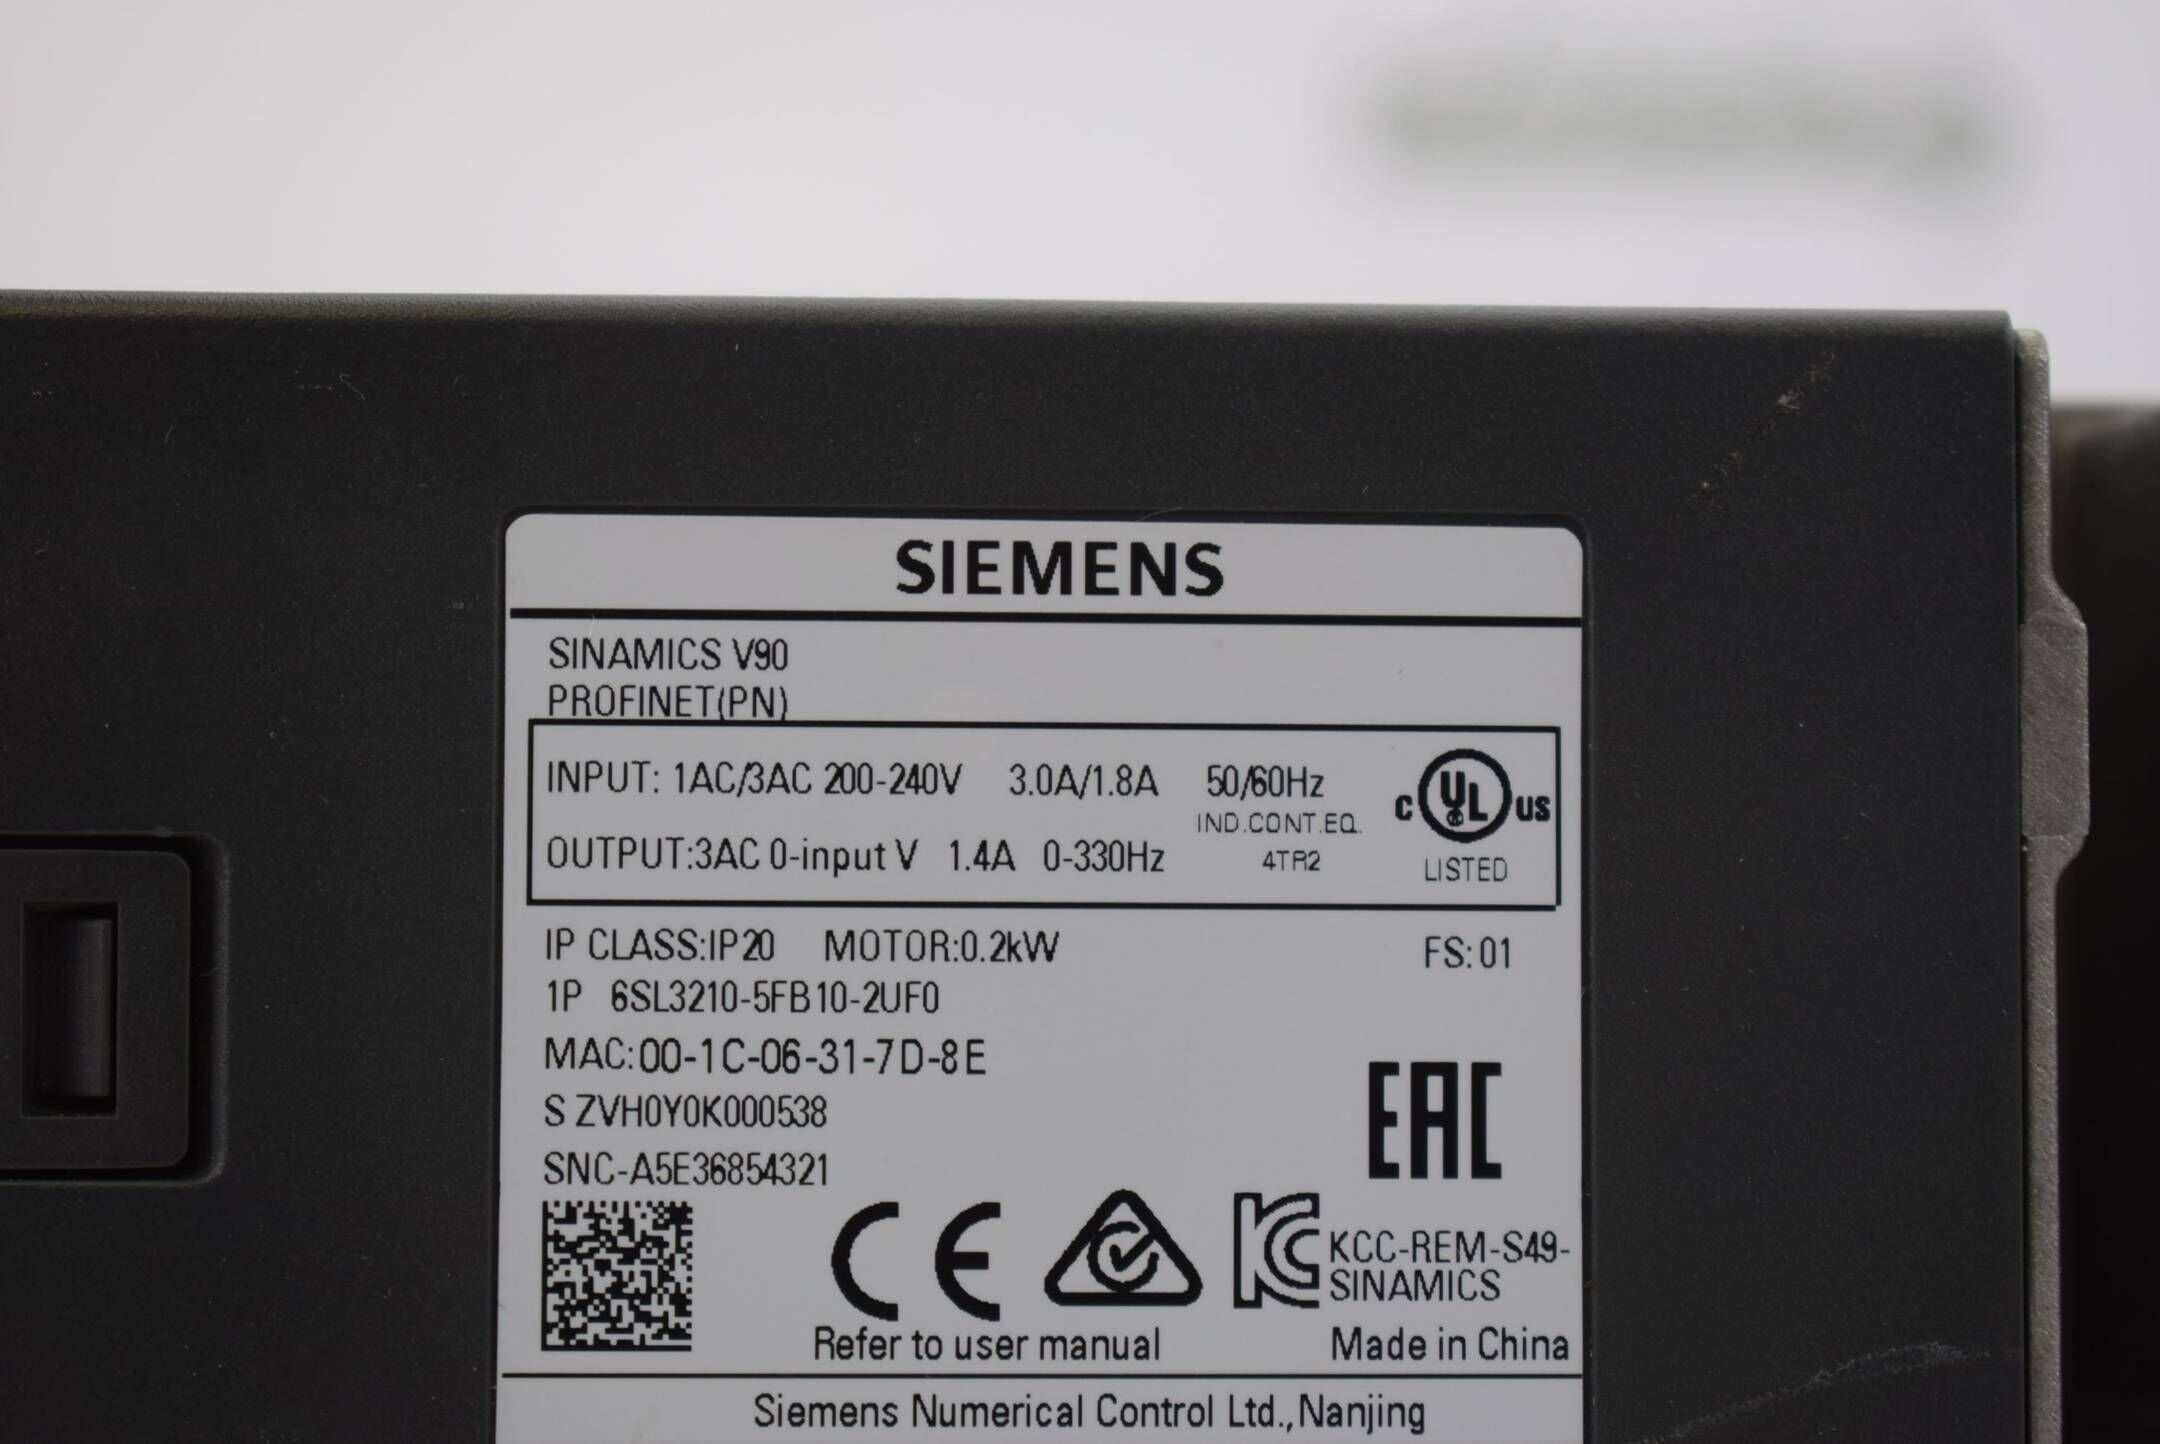 SIEMENS
SINAMICS V90
PROFINET(PN)
INPUT: 1AC/3AC 200-240V 3.0A/1.8A 50/60Hz
IND.CONT.EQ.
OUTPUT:3AC 0-input V 1.4A 0-330Hz
4TR2
C UL US
LISTED
IP CLASS:IP20 MOTOR:0.2kW FS:01
1P 6SL3210-5FB10-2UF0
MAC:00-1C-06-31-7D-8E
S ZVH0Y0K000538
SNC-A5E36854321
EAC
CE
KC
KCC-REM-S49-
SINAMICS
Refer to user manual
Made in China
Siemens Numerical Control Ltd.,Nanjing